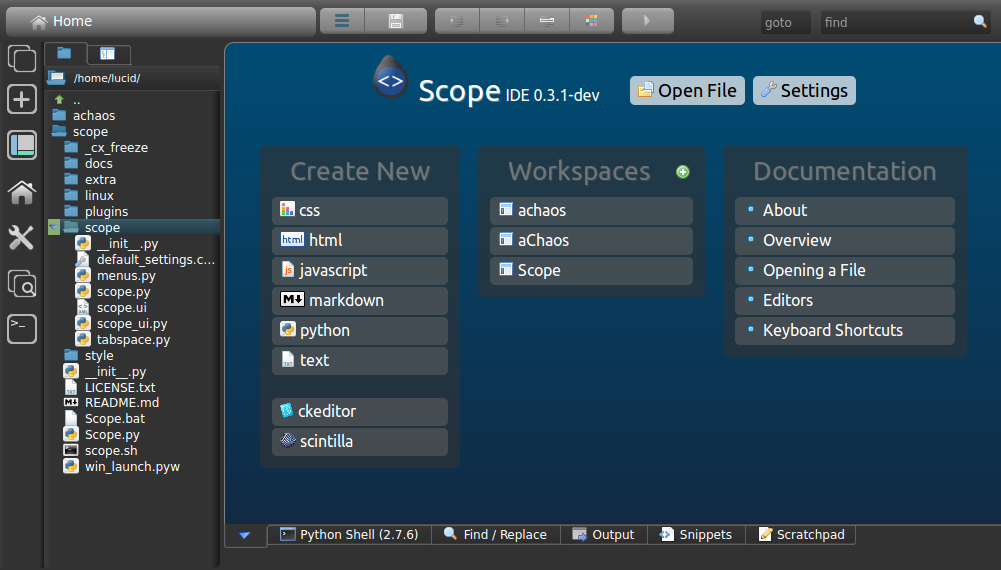 Home
goto
find
/home/lucid/
..
achaos
scope
_cx_freeze
docs
extra
linux
plugins
scope
__init__.py
default_settings.c...
menus.py
scope.py
scope.ui
scope_ui.py
tabspace.py
style
__init__.py
LICENSE.txt
README.md
Scope.bat
Scope.py
scope.sh
win_launch.pyw
<> Scope IDE 0.3.1-dev
Open File
Settings
Create New
css
html html
JS javascript
M↓ markdown
python
text
ckeditor
scintilla
Workspaces
achaos
aChaos
Scope
Documentation
About
Overview
Opening a File
Editors
Keyboard Shortcuts
Python Shell (2.7.6)
Find / Replace
Output
Snippets
Scratchpad